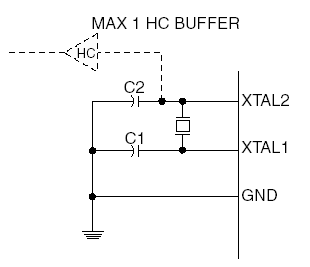 MAX 1 HC BUFFER
HC
C2
XTAL2
C1
XTAL1
GND